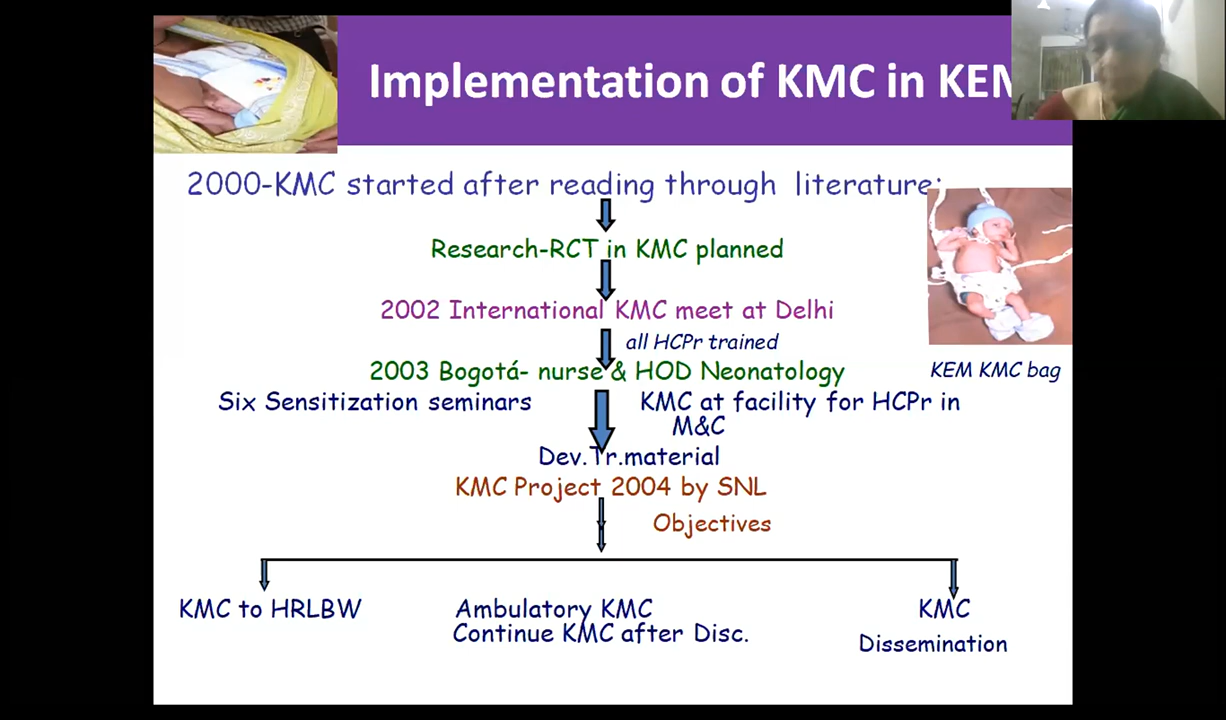 Implementation of KMC in KEM
2000-KMC started after reading through literature:
Research-RCT in KMC planned
2002 International KMC meet at Delhi
all HCPr trained
2003 Bogotá- nurse & HOD Neonatology
KEM KMC bag
Six Sensitization seminars
KMC at facility for HCPr in
M&C
Dev.Tr.material
KMC Project 2004 by SNL
Objectives
KMC to HRLBW
Ambulatory KMC
Continue KMC after Disc.
KMC
Dissemination